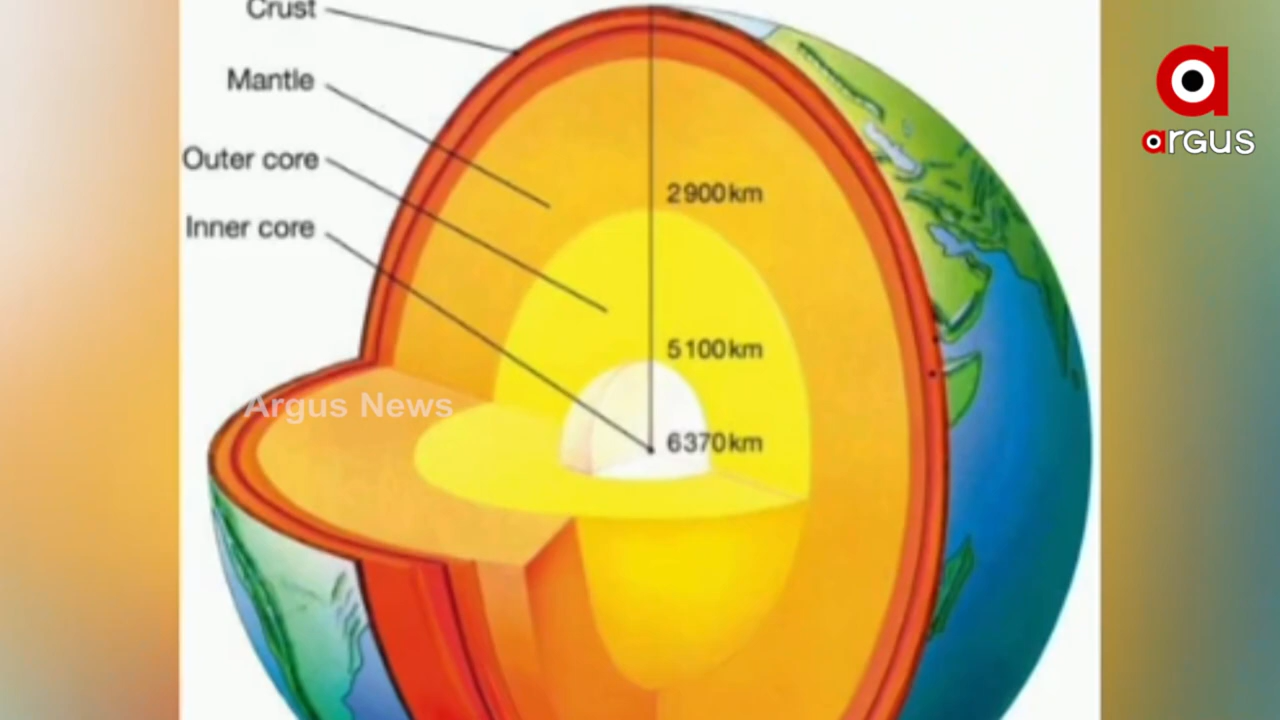 Crust
Mantle
Outer core
Inner core
2900km
5100km
6370km
Argus News
argus